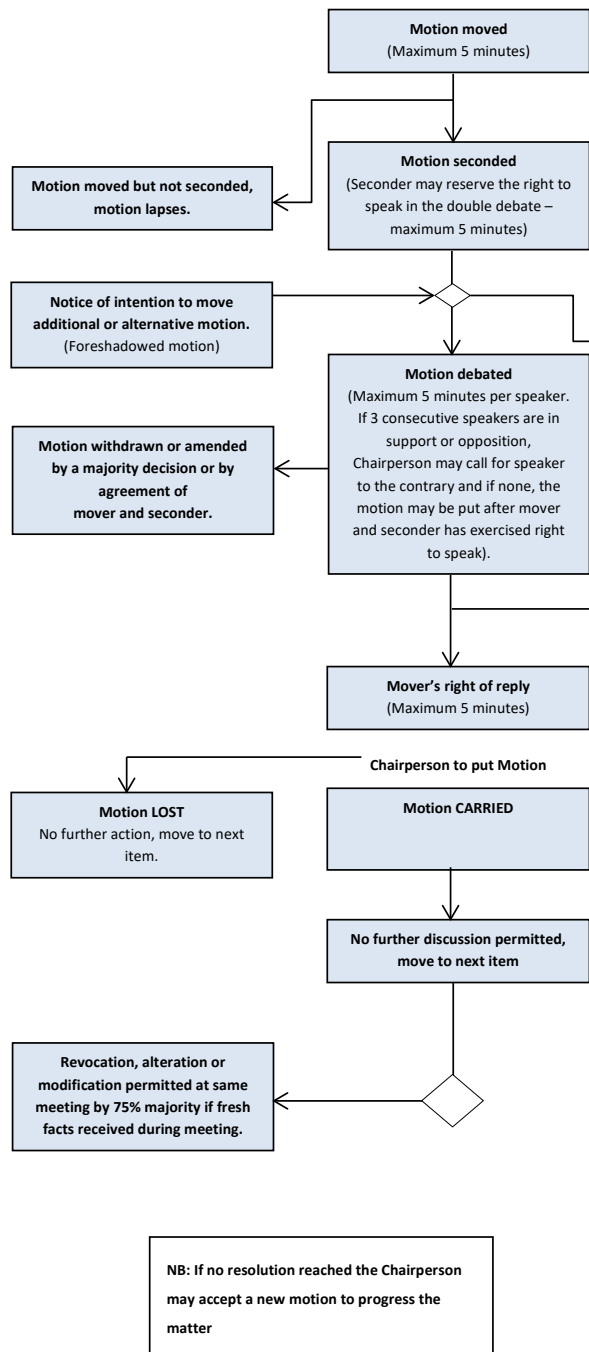 Motion moved
(Maximum 5 minutes)
Motion seconded
(Seconder may reserve the right to
speak in the double debate –
maximum 5 minutes)
Motion moved but not seconded,
motion lapses.
Notice of intention to move
additional or alternative motion.
(Foreshadowed motion)
Motion debated
(Maximum 5 minutes per speaker.
If 3 consecutive speakers are in
support or opposition,
Chairperson may call for speaker
to the contrary and if none, the
motion may be put after mover
and seconder has exercised right
to speak).
Motion withdrawn or amended
by a majority decision or by
agreement of
mover and seconder.
Mover’s right of reply
(Maximum 5 minutes)
Chairperson to put Motion
Motion LOST
No further action, move to next
item.
Motion CARRIED
No further discussion permitted,
move to next item
Revocation, alteration or
modification permitted at same
meeting by 75% majority if fresh
facts received during meeting.
NB: If no resolution reached the Chairperson
may accept a new motion to progress the
matter